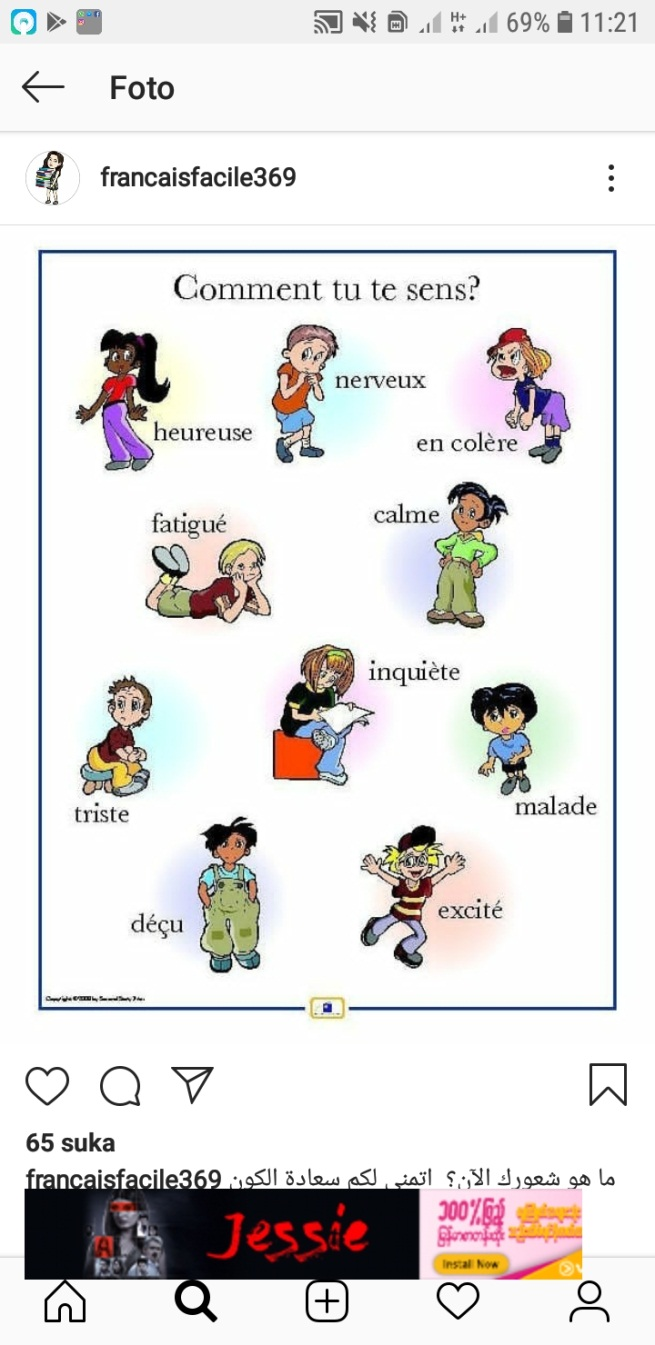 H+
69% 11:21
Foto
francaisfacile369
Comment tu te sens?
nerveux
heureuse
en colère
fatigué
calme
inquiète
triste
malade
déçu
excité
65 suka
francaisfacile369 ما هو شعورك الآن؟ اتمنى لكم سعادة الكون
Jessie
Install Now